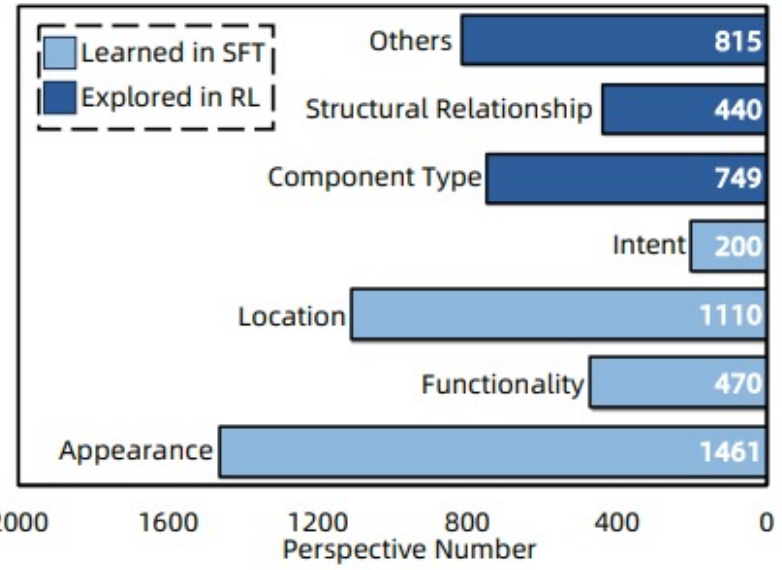 Learned in SFT
Explored in RL
Others 815
Structural Relationship 440
Component Type 749
Intent 200
Location 1110
Functionality 470
Appearance 1461
000 1600 1200 800 400 0
Perspective Number